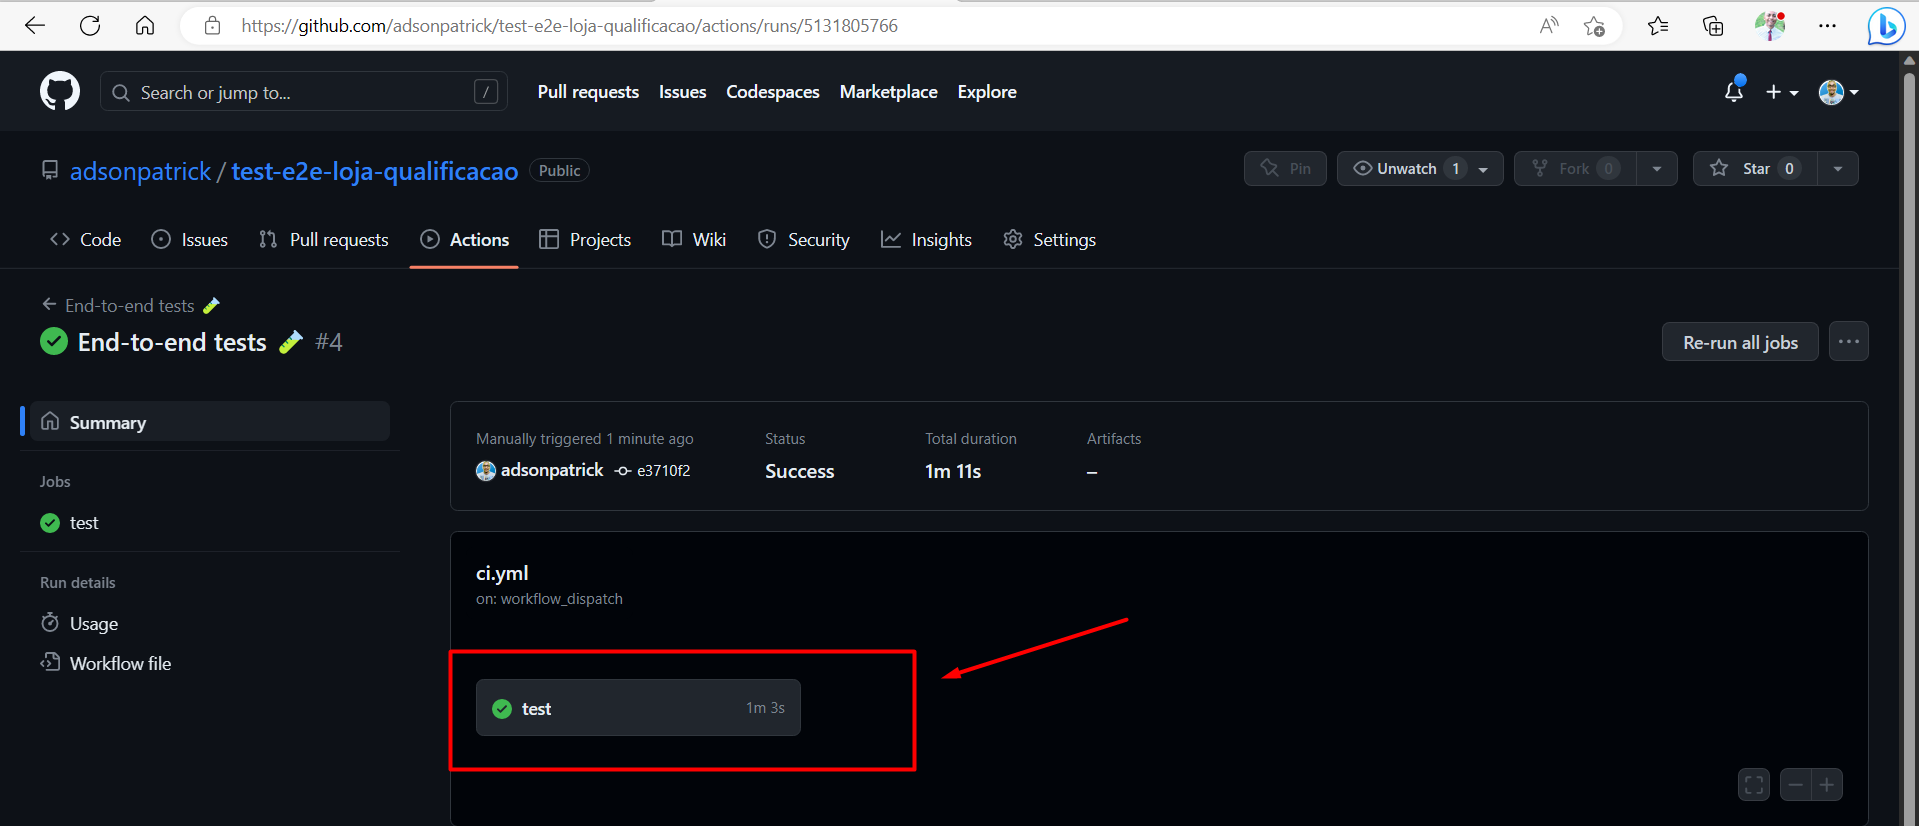 https://github.com/adsonpatrick/test-e2e-loja-qualificacao/actions/runs/5131805766
Search or jump to... /
Pull requests Issues Codespaces Marketplace Explore
adsonpatrick / test-e2e-loja-qualificacao Public
Pin Unwatch 1 Fork 0 Star 0
Code Issues Pull requests Actions Projects Wiki Security Insights Settings
End-to-end tests
End-to-end tests #4
Re-run all jobs
Summary
Jobs
test
Run details
Usage
Workflow file
Manually triggered 1 minute ago
adsonpatrick e3710f2
Status
Success
Total duration
1m 11s
Artifacts
–
ci.yml
on: workflow_dispatch
test 1m 3s